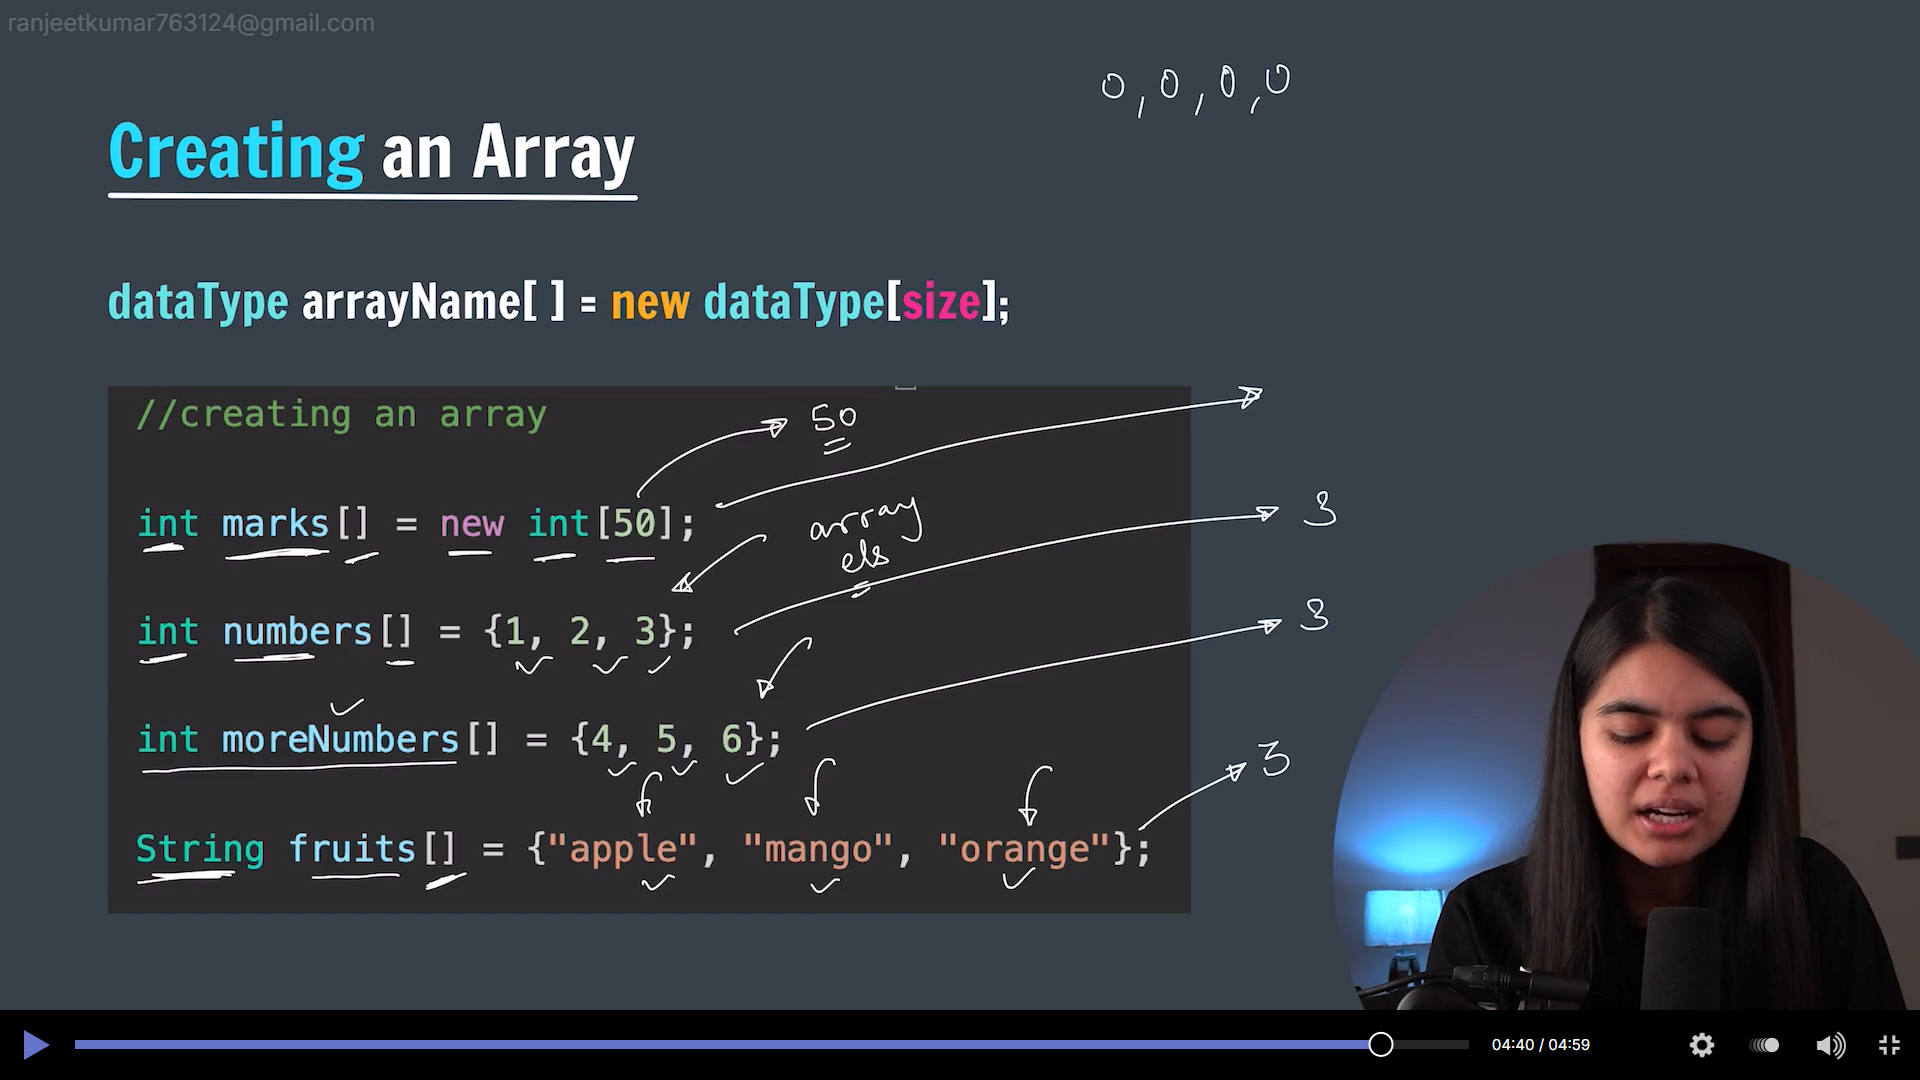 ranjeetkumar763124@gmail.com
0, 0, 0, 0
Creating an Array
dataType arrayName[ ] = new dataType[size];
//creating an array
50
int marks[] = new int[50];
array
els
3
int numbers[] = {1, 2, 3};
3
int moreNumbers[] = {4, 5, 6};
3
String fruits[] = {"apple", "mango", "orange"};
04:40 / 04:59